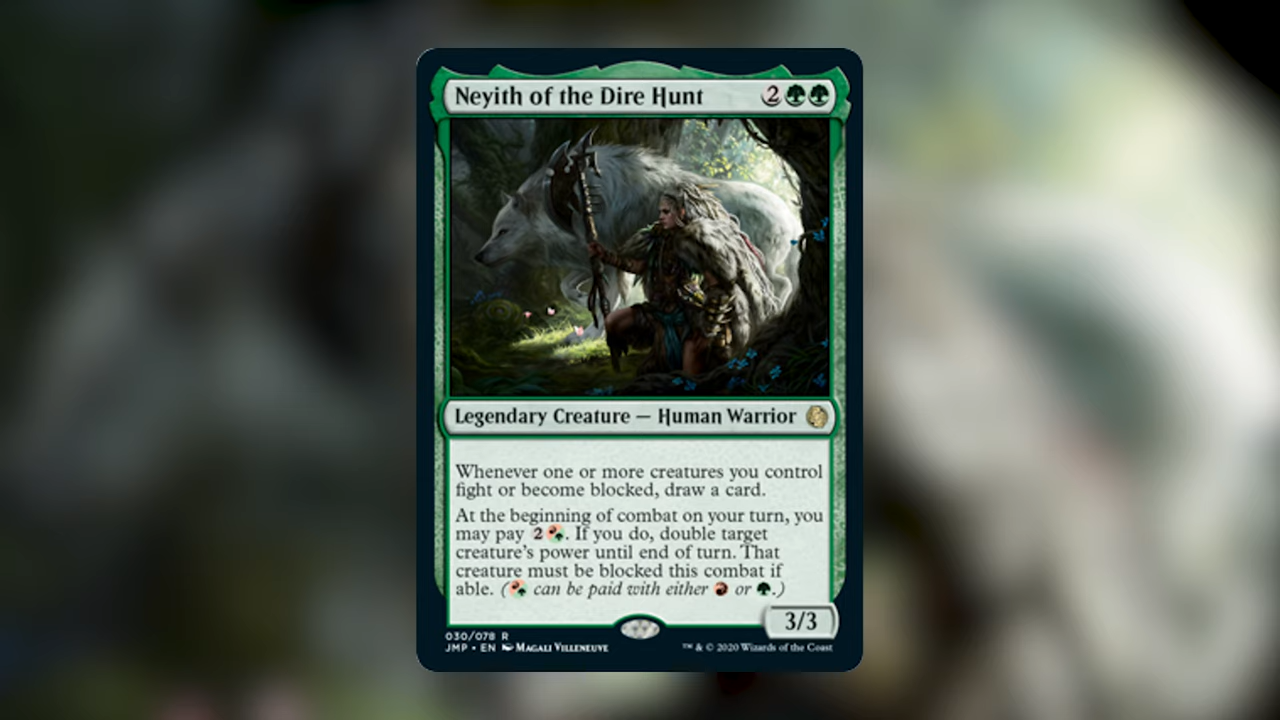 Neyith of the Dire Hunt 2
Legendary Creature — Human Warrior
Whenever one or more creatures you control
fight or become blocked, draw a card.
At the beginning of combat on your turn, you
may pay 2 . If you do, double target
creature's power until end of turn. That
creature must be blocked this combat if
able. ( can be paid with either or .)
3/3
030/078 R
JMP • EN Magali Villeneuve
™ & © 2020 Wizards of the Coast